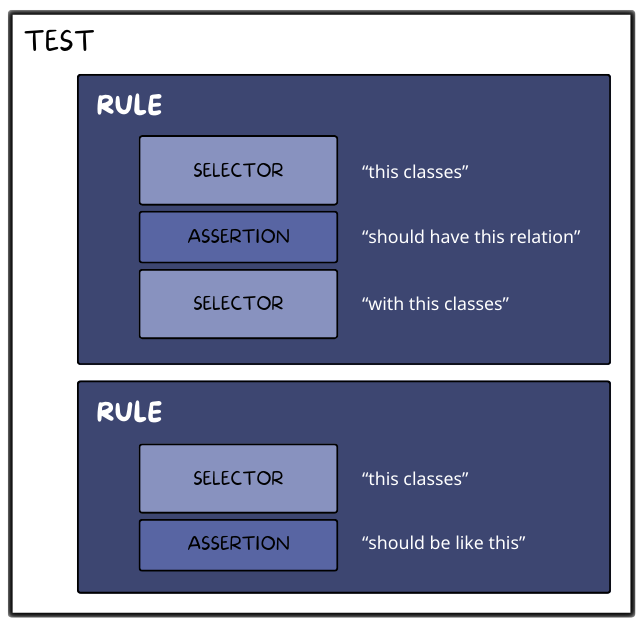 TEST
RULE
SELECTOR “this classes”
ASSERTION “should have this relation”
SELECTOR “with this classes”
RULE
SELECTOR “this classes”
ASSERTION “should be like this”